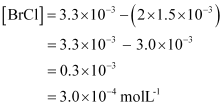 [BrCl] = 3.3×10⁻³ −(2×1.5×10⁻³)
= 3.3×10⁻³ − 3.0×10⁻³
= 0.3×10⁻³
= 3.0×10⁻⁴ molL⁻¹